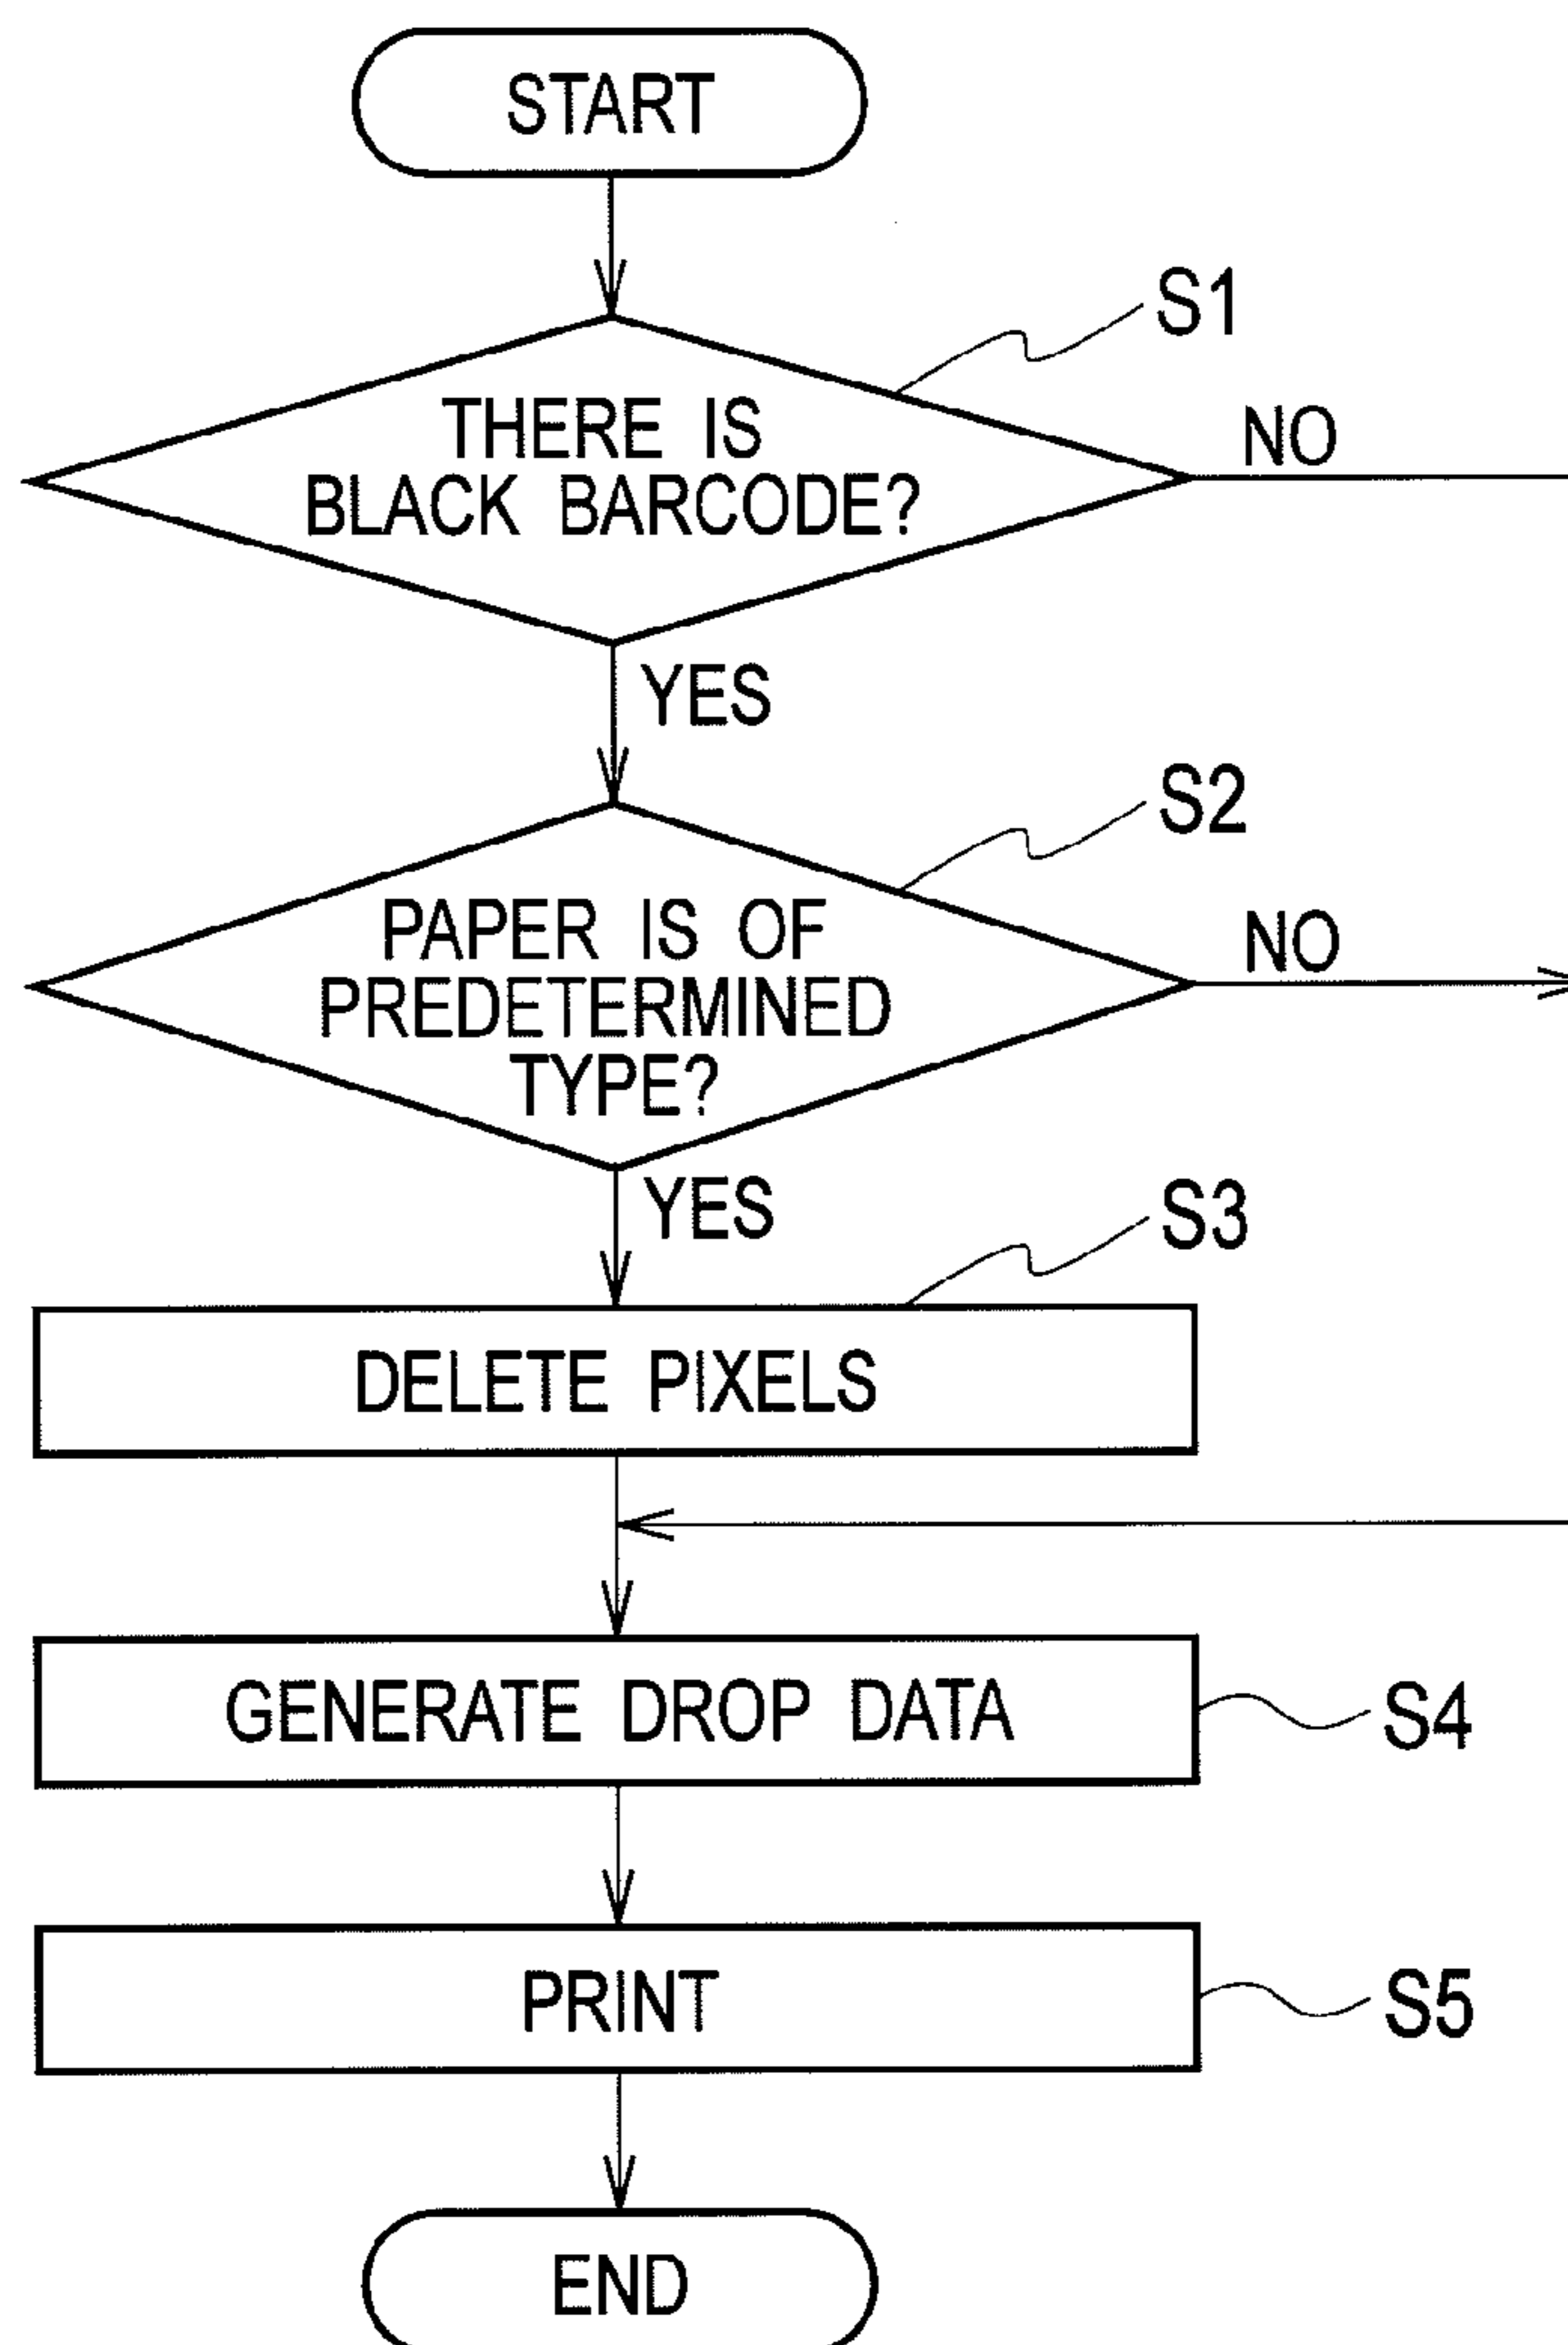 START
S1
THERE IS
BLACK BARCODE?
NO
YES
S2
PAPER IS OF
PREDETERMINED
TYPE?
NO
YES
S3
DELETE PIXELS
GENERATE DROP DATA
S4
PRINT
S5
END